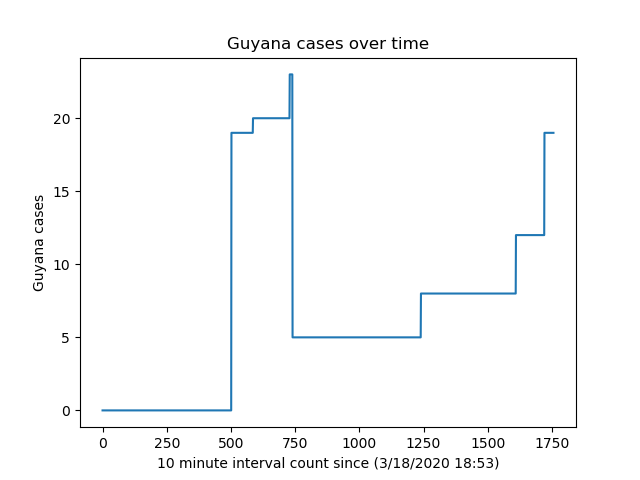 Guyana cases over time
Guyana cases
20
15
10
5
0
0 250 500 750 1000 1250 1500 1750
10 minute interval count since (3/18/2020 18:53)